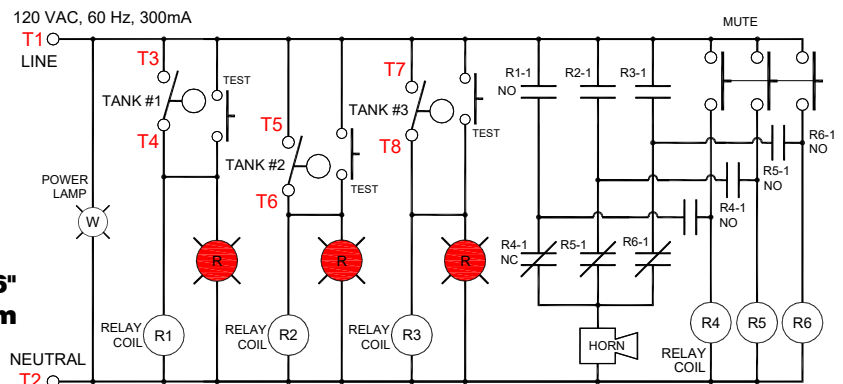 120 VAC, 60 Hz, 300mA
T1
LINE
MUTE
T3
TEST
TANK #1
T4
T5
TANK #2
T6
TEST
T7
TANK #3
T8
TEST
R1-1
NO
R2-1
R3-1
R6-1
NO
R5-1
NO
R4-1
NO
POWER
LAMP
W
R
R
R
R4-1
NC
R5-1
R6-1
6"
m
RELAY
COIL
R1
RELAY
COIL
R2
RELAY
COIL
R3
HORN
RELAY
COIL
R4
R5
R6
NEUTRAL
T2